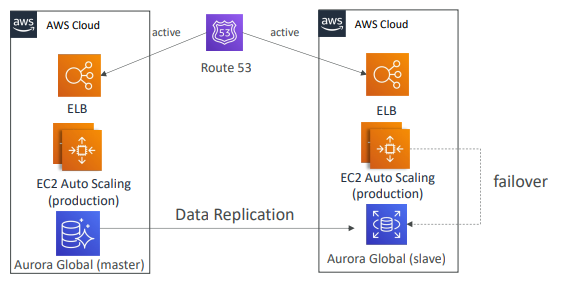 aws
AWS Cloud
active
53
Route 53
active
aws
AWS Cloud
ELB
ELB
EC2 Auto Scaling
(production)
EC2 Auto Scaling
(production)
failover
Data Replication
Aurora Global (master)
Aurora Global (slave)